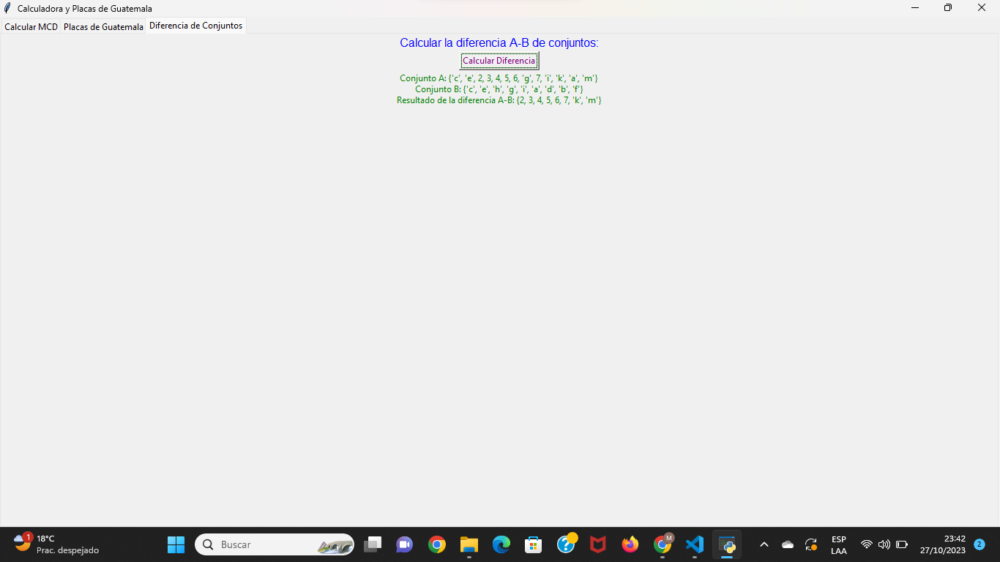 Calculadora y Placas de Guatemala
Calcular MCD Placas de Guatemala Diferencia de Conjuntos
Calcular la diferencia A-B de conjuntos:
Calcular Diferencia
Conjunto A: {'c', 'e', 2, 3, 4, 5, 6, 'g', 7, 'i', 'k', 'a', 'm'}
Conjunto B: {'c', 'e', 'h', 'g', 'i', 'a', 'd', 'b', 'f'}
Resultado de la diferencia A-B: {2, 3, 4, 5, 6, 7, 'k', 'm'}
1
18°C
Prac. despejado
Buscar
M
ESP
LAA
23:42
27/10/2023
2